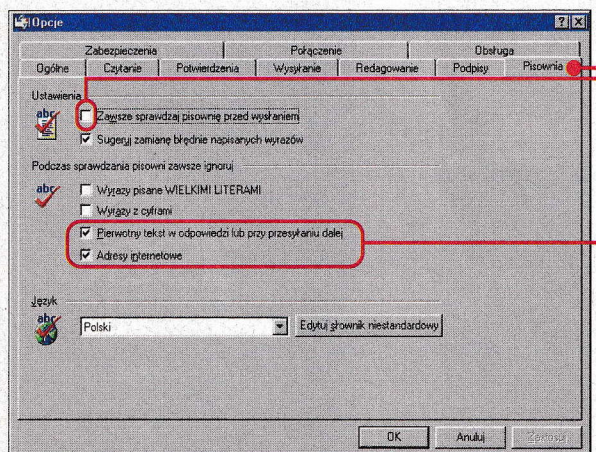 Opcje
Zabezpieczenia Połączenie Obsługa
Ogólne Czytanie Potwierdzenia Wysyłanie Redagowanie Podpisy Pisownia
Ustawienia
Zawsze sprawdzaj pisownię przed wysłaniem
Sugeruj zamianę błędnie napisanych wyrazów
Podczas sprawdzania pisowni zawsze ignoruj
Wyrazy pisane WIELKIMI LITERAMI
Wyrazy z cyframi
Pierwotny tekst w odpowiedzi lub przy przesyłaniu dalej
Adresy internetowe
Język
Polski Edytuj słownik niestandardowy
OK Anuluj Zastosuj